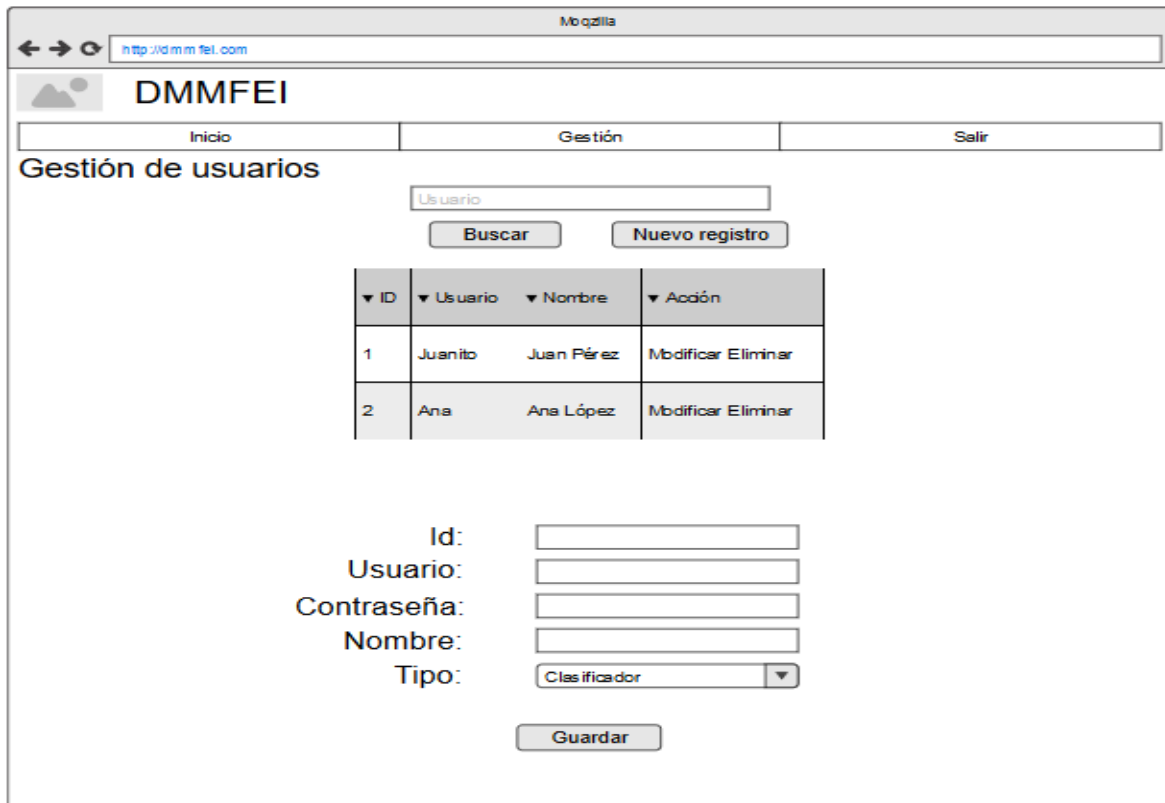 Moqzilla
http://dmmfei.com
DMMFEI
Inicio Gestión Salir
Gestión de usuarios
Usuario
Buscar Nuevo registro
ID Usuario Nombre Acción
1 Juanito Juan Pérez Modificar Eliminar
2 Ana Ana López Modificar Eliminar
Id:
Usuario:
Contraseña:
Nombre:
Tipo: Clasificador
Guardar